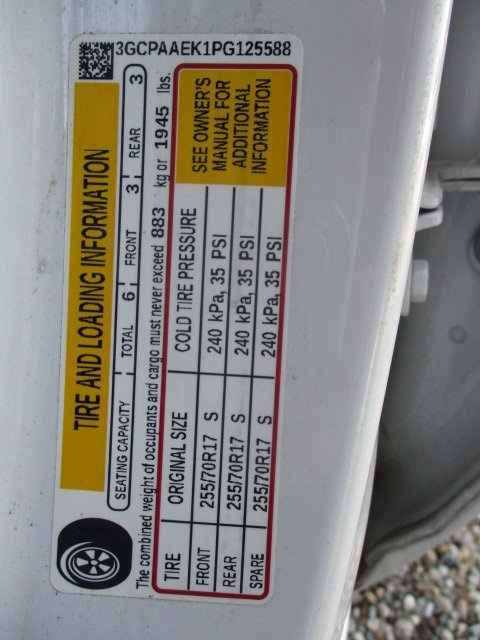 3GCPAAEK1PG125588
TIRE AND LOADING INFORMATION
SEATING CAPACITY TOTAL 6 FRONT 3 REAR 3
The combined weight of occupants and cargo must never exceed 883 kg or 1945 lbs.
TIRE ORIGINAL SIZE COLD TIRE PRESSURE
FRONT 255/70R17 S 240 kPa, 35 PSI
REAR 255/70R17 S 240 kPa, 35 PSI
SPARE 255/70R17 S 240 kPa, 35 PSI
SEE OWNER'S
MANUAL FOR
ADDITIONAL
INFORMATION